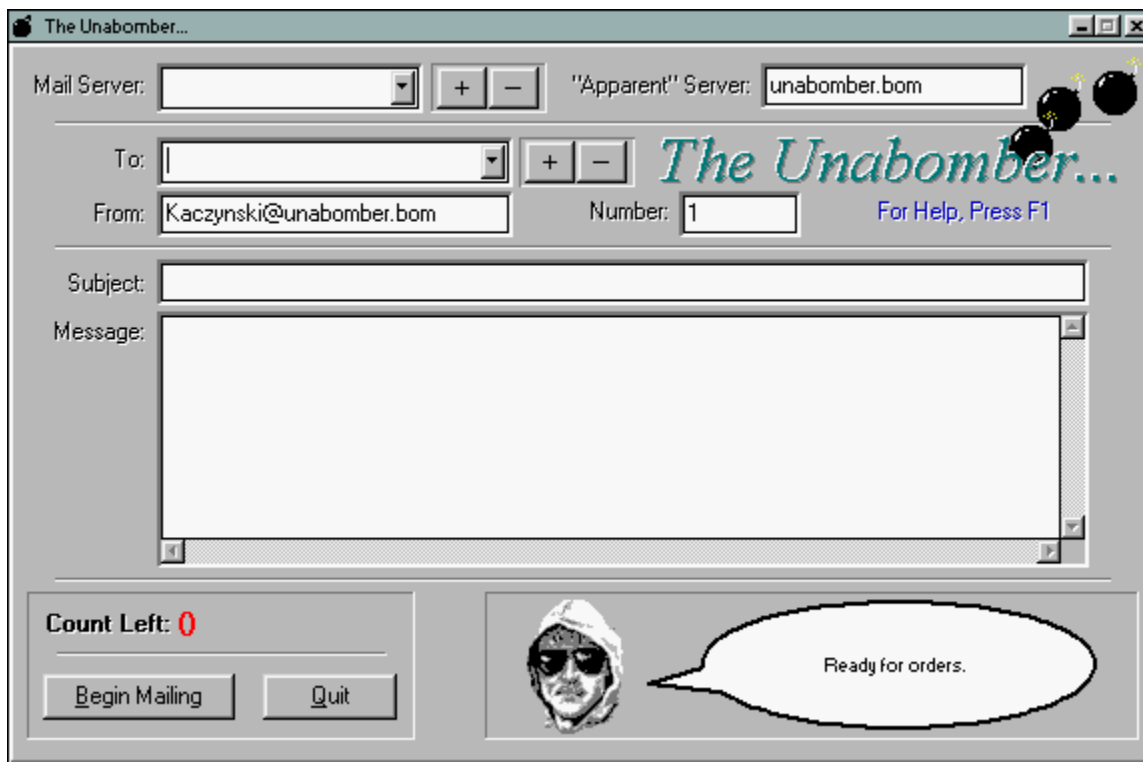 The Unabomber...
Mail Server: + − "Apparent" Server: unabomber.bom
To: + − The Unabomber...
From: Kaczynski@unabomber.bom Number: 1 For Help, Press F1
Subject:
Message:
Count Left: 0
Ready for orders.
Begin Mailing Quit